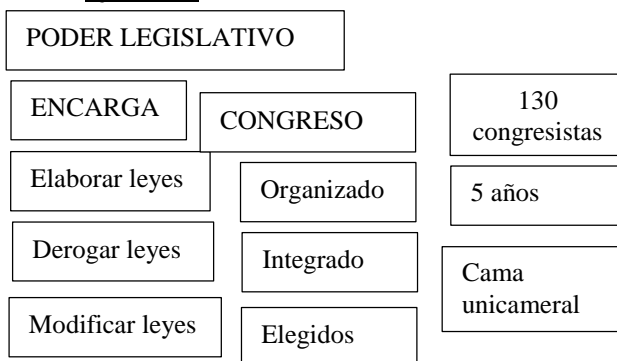 PODER LEGISLATIVO
ENCARGA
CONGRESO
130
congresistas
Elaborar leyes
Organizado
5 años
Derogar leyes
Integrado
Cama
unicameral
Modificar leyes
Elegidos